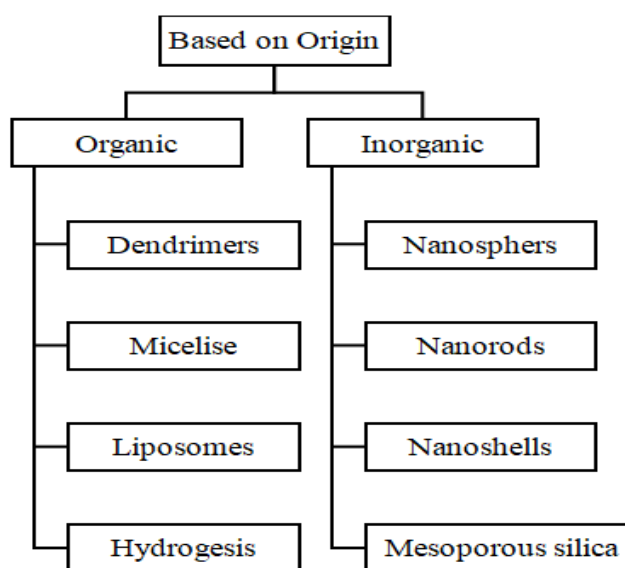 Based on Origin
Organic
Inorganic
Dendrimers
Nanosphers
Micelise
Nanorods
Liposomes
Nanoshells
Hydrogesis
Mesoporous silica